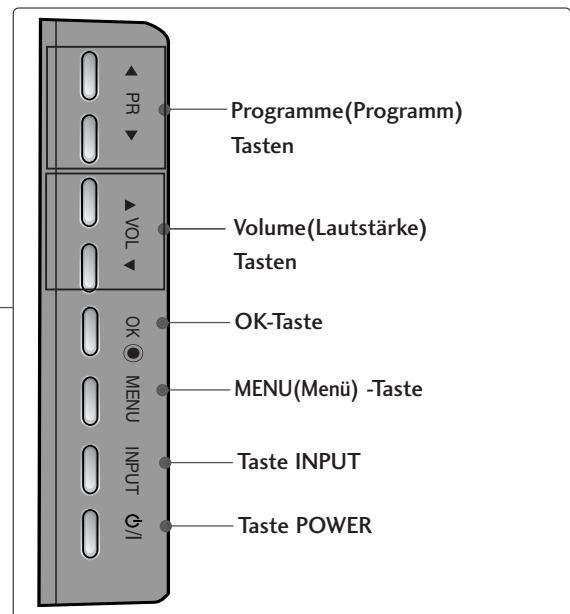 PR
Programme(Programm)
Tasten
VOL
Volume(Lautstärke)
Tasten
OK
OK-Taste
MENU
MENU(Menü) -Taste
INPUT
Taste INPUT
/I
Taste POWER